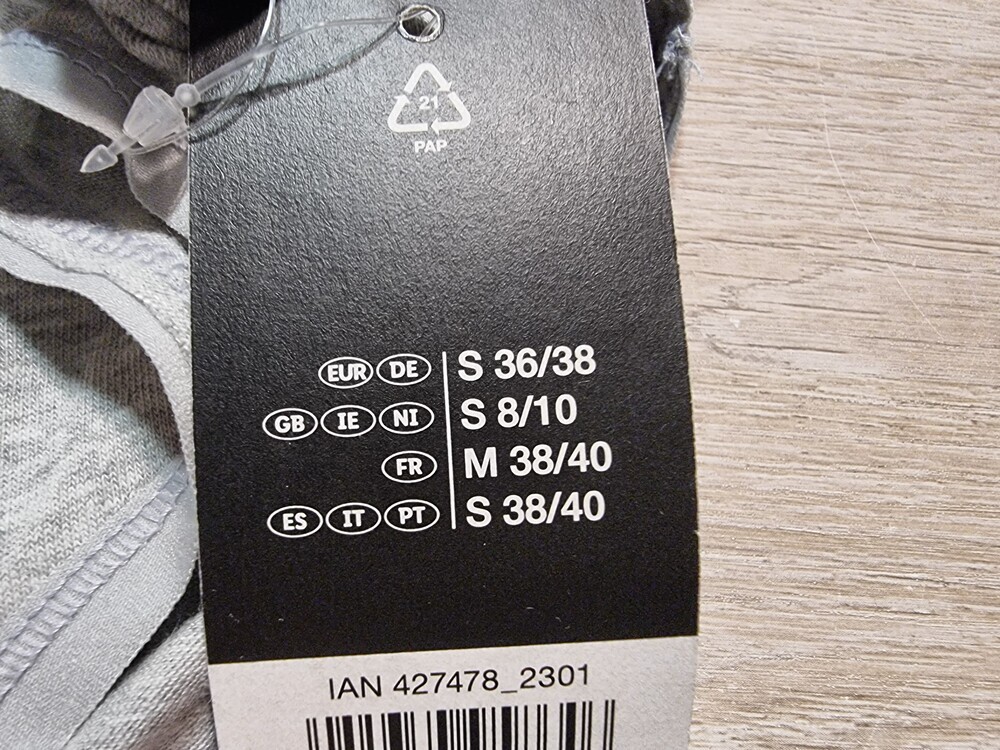 21
PAP
EUR DE S 36/38
GB IE NI S 8/10
FR M 38/40
ES IT PT S 38/40
IAN 427478_2301